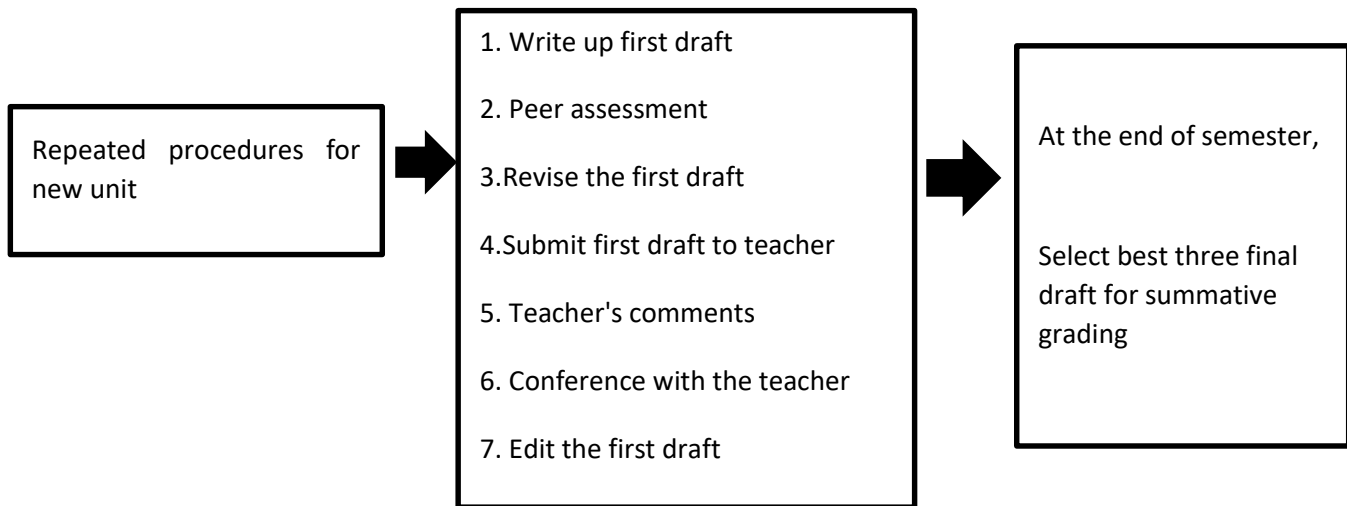 Repeated procedures for
new unit
1. Write up first draft
2. Peer assessment
3.Revise the first draft
4.Submit first draft to teacher
5. Teacher's comments
6. Conference with the teacher
7. Edit the first draft
At the end of semester,
Select best three final
draft for summative
grading